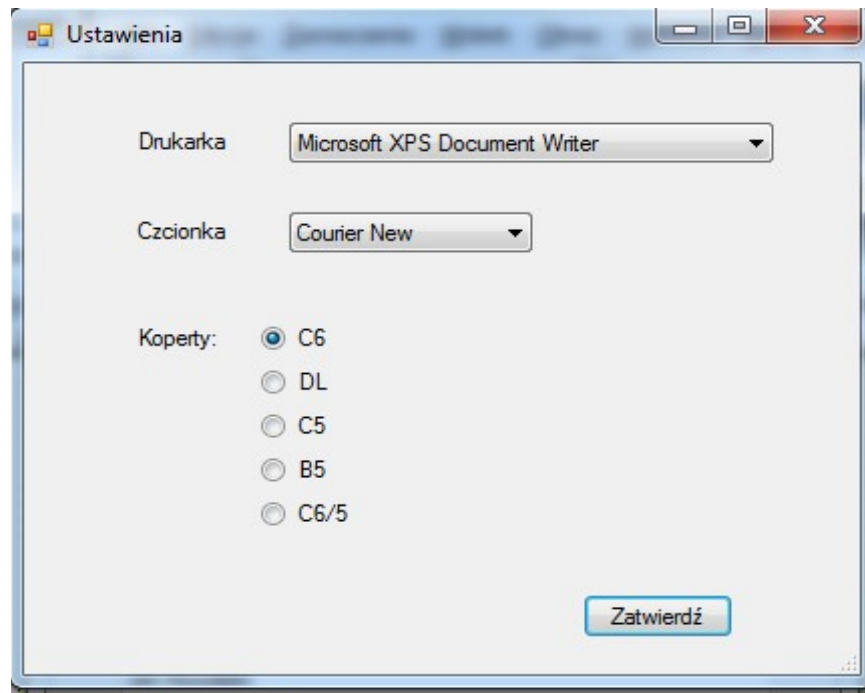 Ustawienia
Drukarka Microsoft XPS Document Writer
Czcionka Courier New
Koperty: C6
DL
C5
B5
C6/5
Zatwierdź